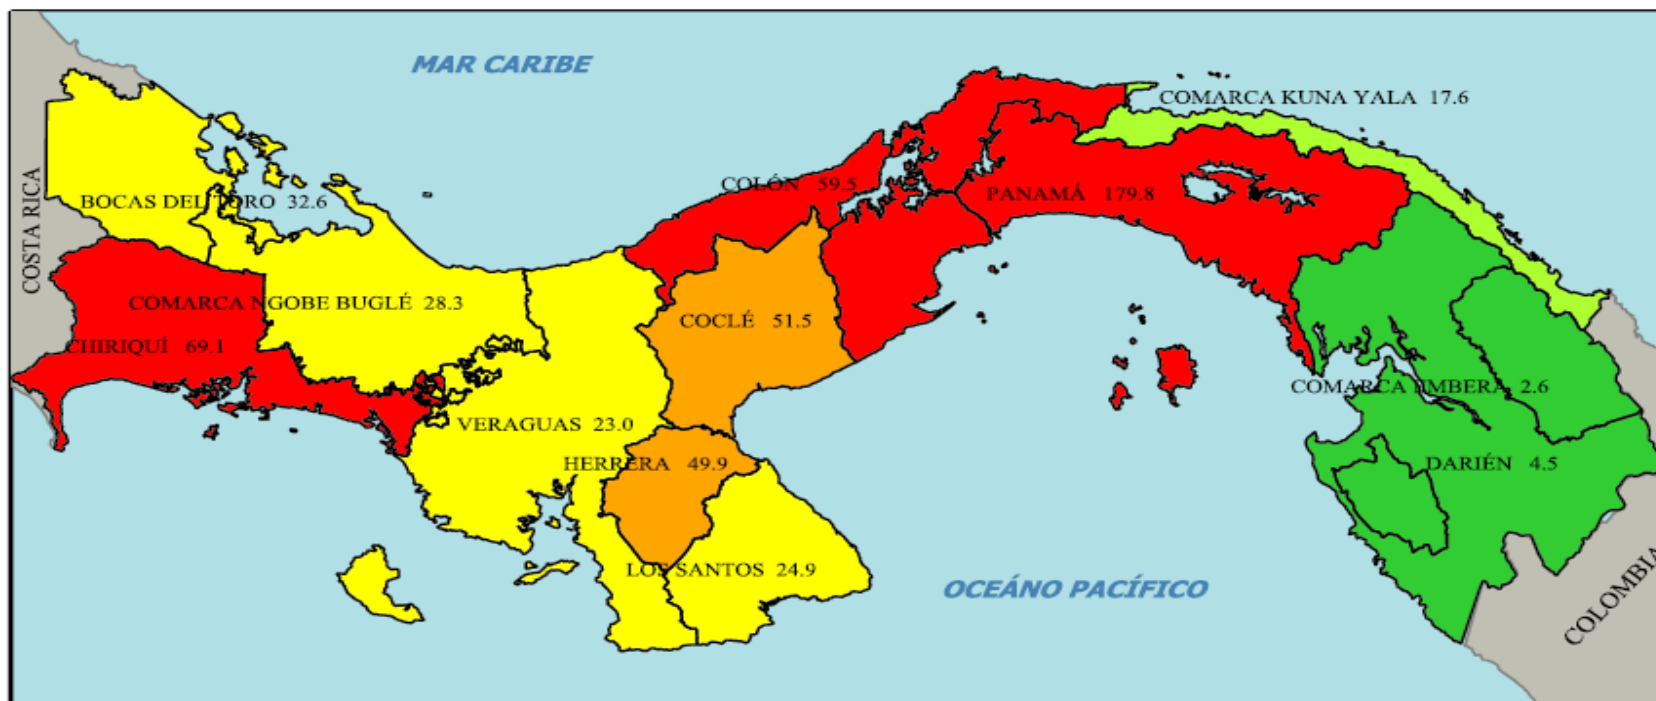 MAR CARIBE
COMARCA KUNA YALA 17.6
COSTA RICA
BOCAS DEL TORO 32.6
COLÓN 59.5
PANAMÁ 179.8
COMARCA NGOBE BUGLÉ 28.3
CHIRIQUÍ 69.1
COCLÉ 51.5
COMARCA EMBERA 2.6
VERAGUAS 23.0
HERRERA 49.9
DARIÉN 4.5
LOS SANTOS 24.9
OCEÁNO PACÍFICO
COLOMBIA